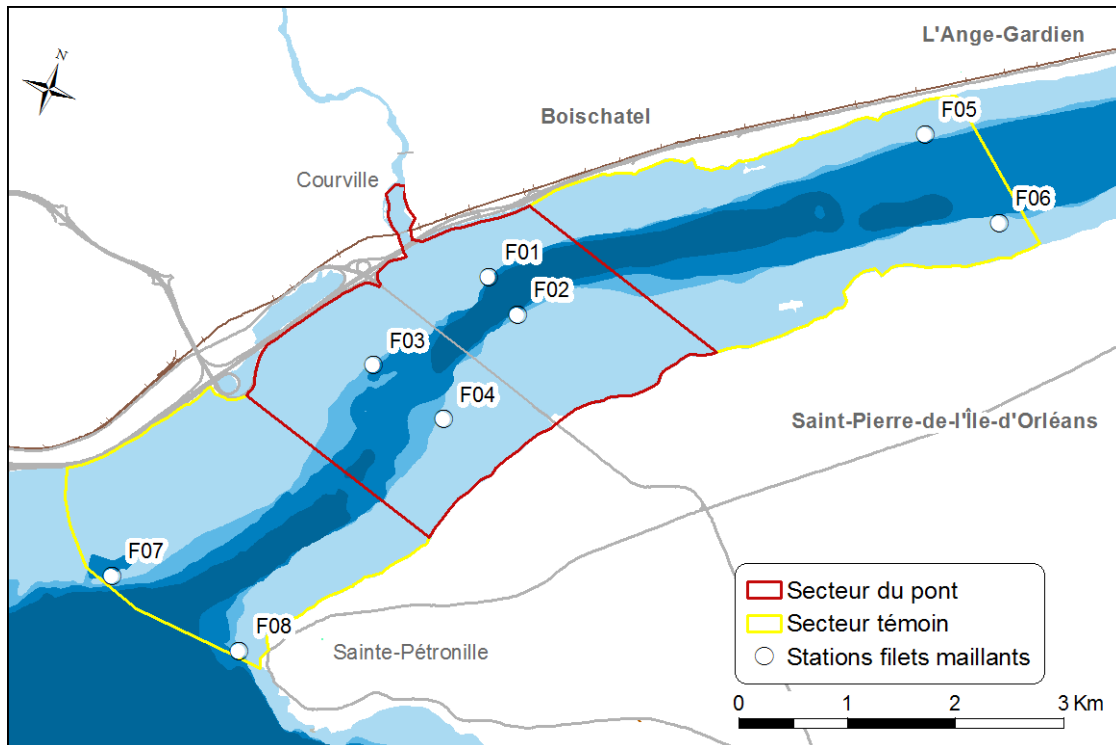 N
L'Ange-Gardien
Boischatel
F05
Courville
F06
F01
F02
F03
F04
Saint-Pierre-de-l'Île-d'Orléans
F07
F08
Sainte-Pétronille
Secteur du pont
Secteur témoin
Stations filets maillants
0 1 2 3 Km